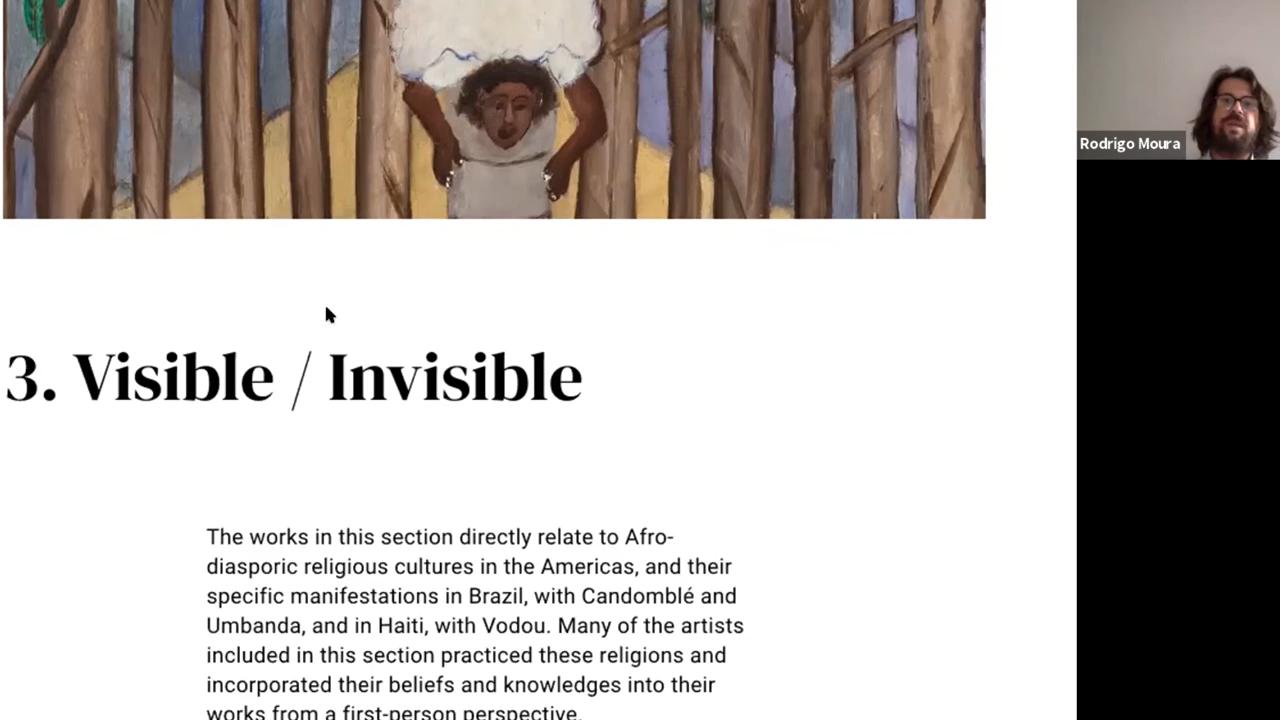 Rodrigo Moura
3. Visible / Invisible
The works in this section directly relate to Afro-
diasporic religious cultures in the Americas, and their
specific manifestations in Brazil, with Candomblé and
Umbanda, and in Haiti, with Vodou. Many of the artists
included in this section practiced these religions and
incorporated their beliefs and knowledges into their
works from a first-person perspective.